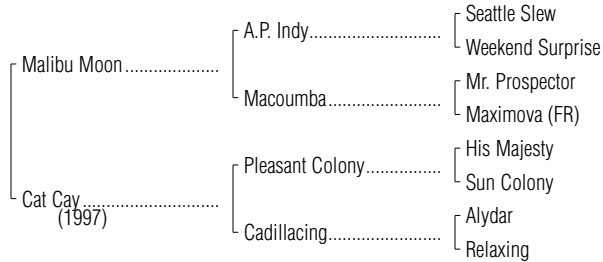 Seattle Slew
A.P. Indy....................................
Weekend Surprise
Malibu Moon .......................
Mr. Prospector
Macoumba...............................
Maximova (FR)
His Majesty
Pleasant Colony.....................
Sun Colony
Cat Cay..................................
(1997)
Alydar
Cadillacing...............................
Relaxing